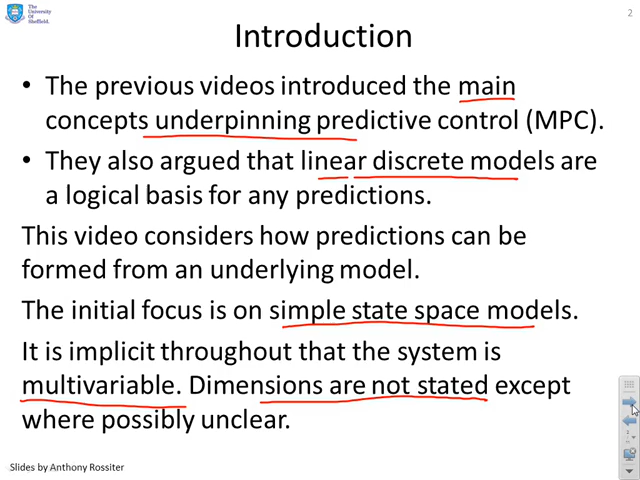 The
University
Of
Sheffield.
2
Introduction
• The previous videos introduced the main
concepts underpinning predictive control (MPC).
• They also argued that linear discrete models are
a logical basis for any predictions.
This video considers how predictions can be
formed from an underlying model.
The initial focus is on simple state space models.
It is implicit throughout that the system is
multivariable. Dimensions are not stated except
where possibly unclear.
Slides by Anthony Rossiter